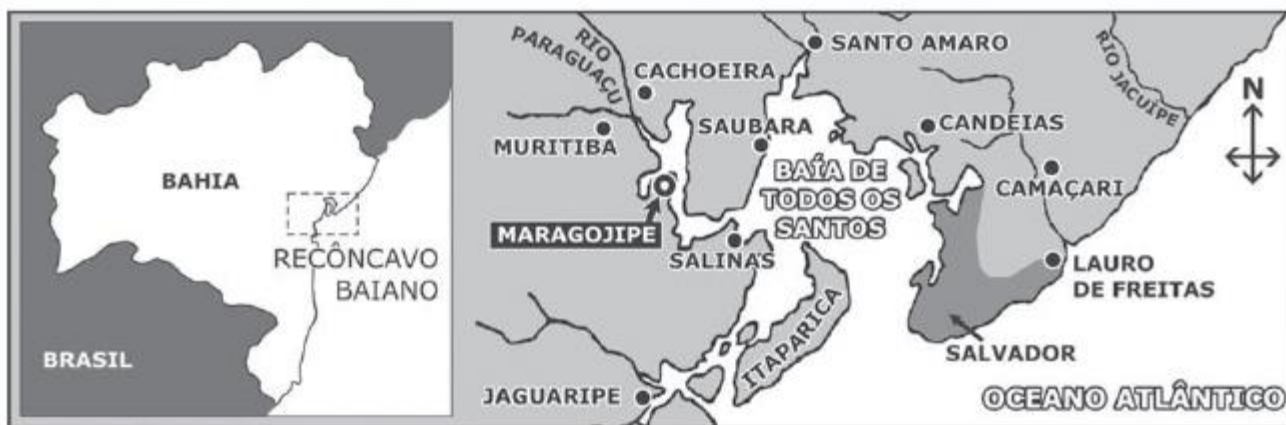 BAHIA
RECÔNCAVO
BAIANO
BRASIL
RIO
PARAGUAÇU
SANTO AMARO
RIO JACUÍPE
CACHOEIRA
N
MURITIBA
SAUBARA
CANDEIAS
BAÍA DE
TODOS OS
SANTOS
CAMAÇARI
MARAGOJIPE
SALINAS
LAURO
DE FREITAS
ITAPARICA
SALVADOR
JAGUARIPE
OCEANO ATLÂNTICO